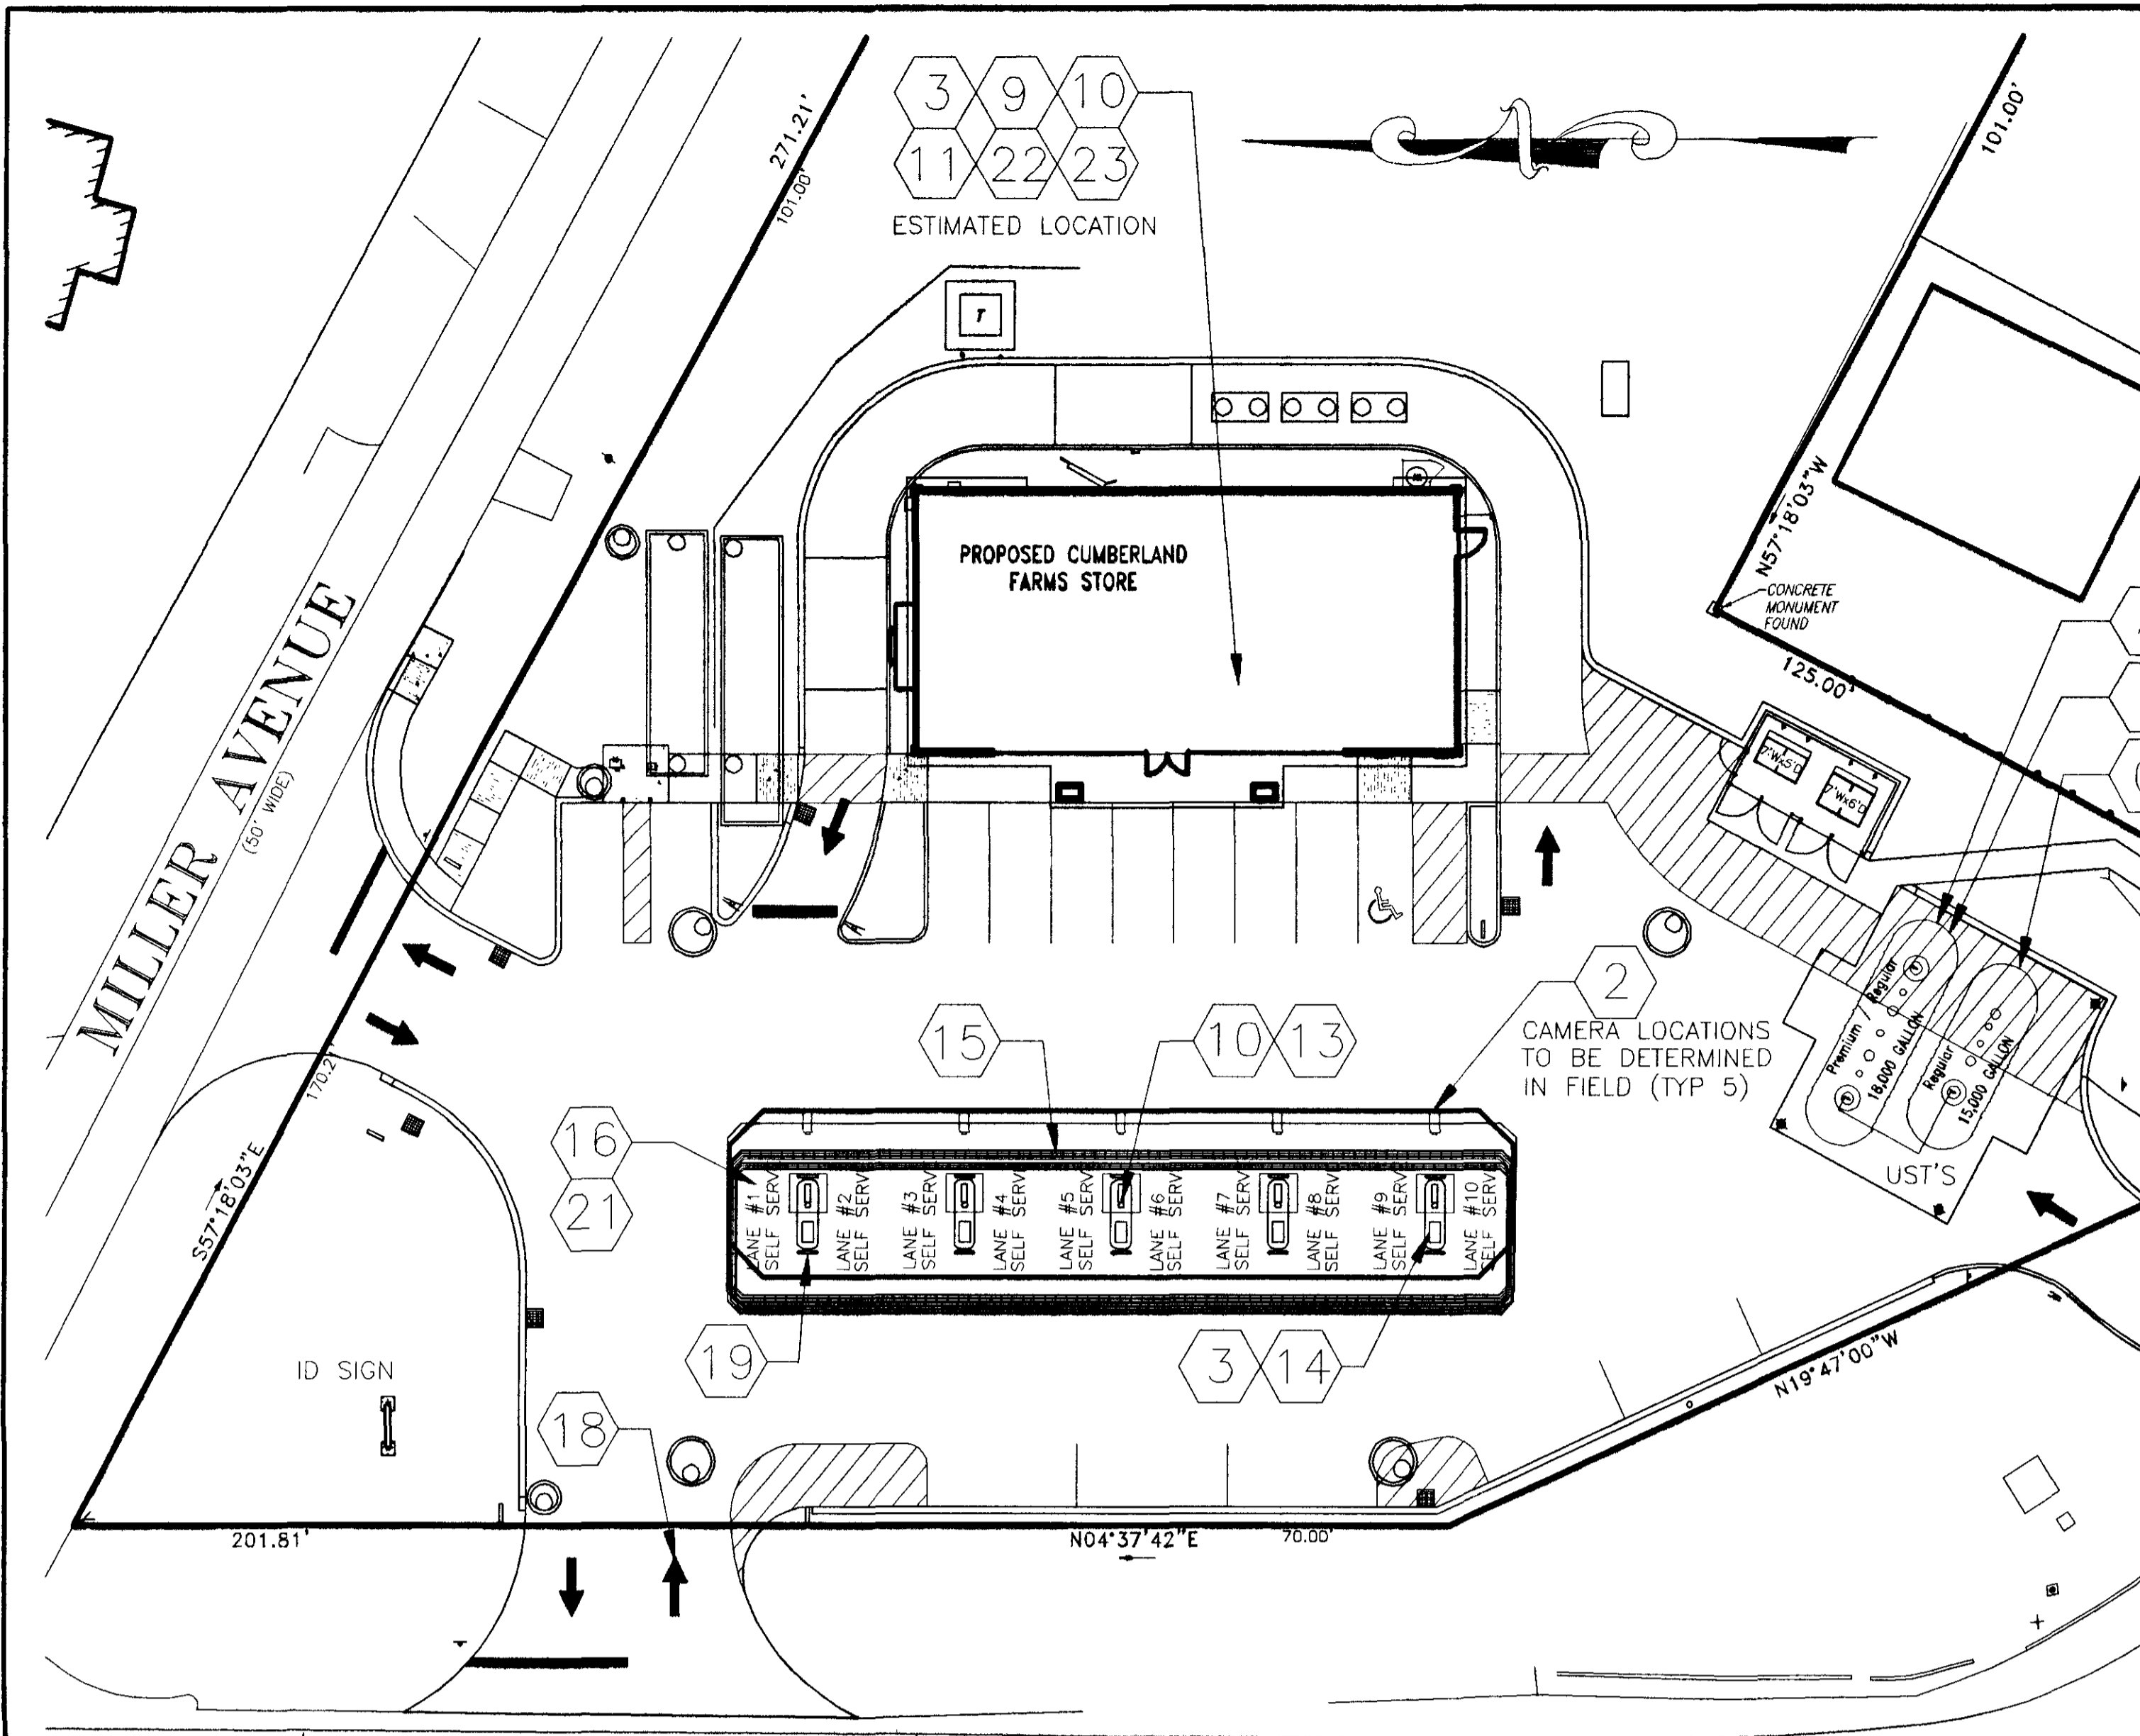 3 9 10
11 22 23
ESTIMATED LOCATION
271.21'
101.00'
101.00'
T
N57°18'03"W
CONCRETE
MONUMENT
FOUND
125.00'
PROPOSED CUMBERLAND
FARMS STORE
MILLER AVENUE
(50' WIDE)
7'Wx5'D
7'Wx6'D
2
CAMERA LOCATIONS
TO BE DETERMINED
IN FIELD (TYP 5)
15
10 13
Premium / Regular
18,000 GALLON
Regular
15,000 GALLON
UST'S
170.2
S57°18'03"E
16
21
LANE #1
SELF SERV
LANE #2
SELF SERV
LANE #3
SELF SERV
LANE #4
SELF SERV
LANE #5
SELF SERV
LANE #6
SELF SERV
LANE #7
SELF SERV
LANE #8
SELF SERV
LANE #9
SELF SERV
LANE #10
SELF SERV
19
3 14
ID SIGN
18
N19°47'00"W
201.81'
N04°37'42"E
70.00'